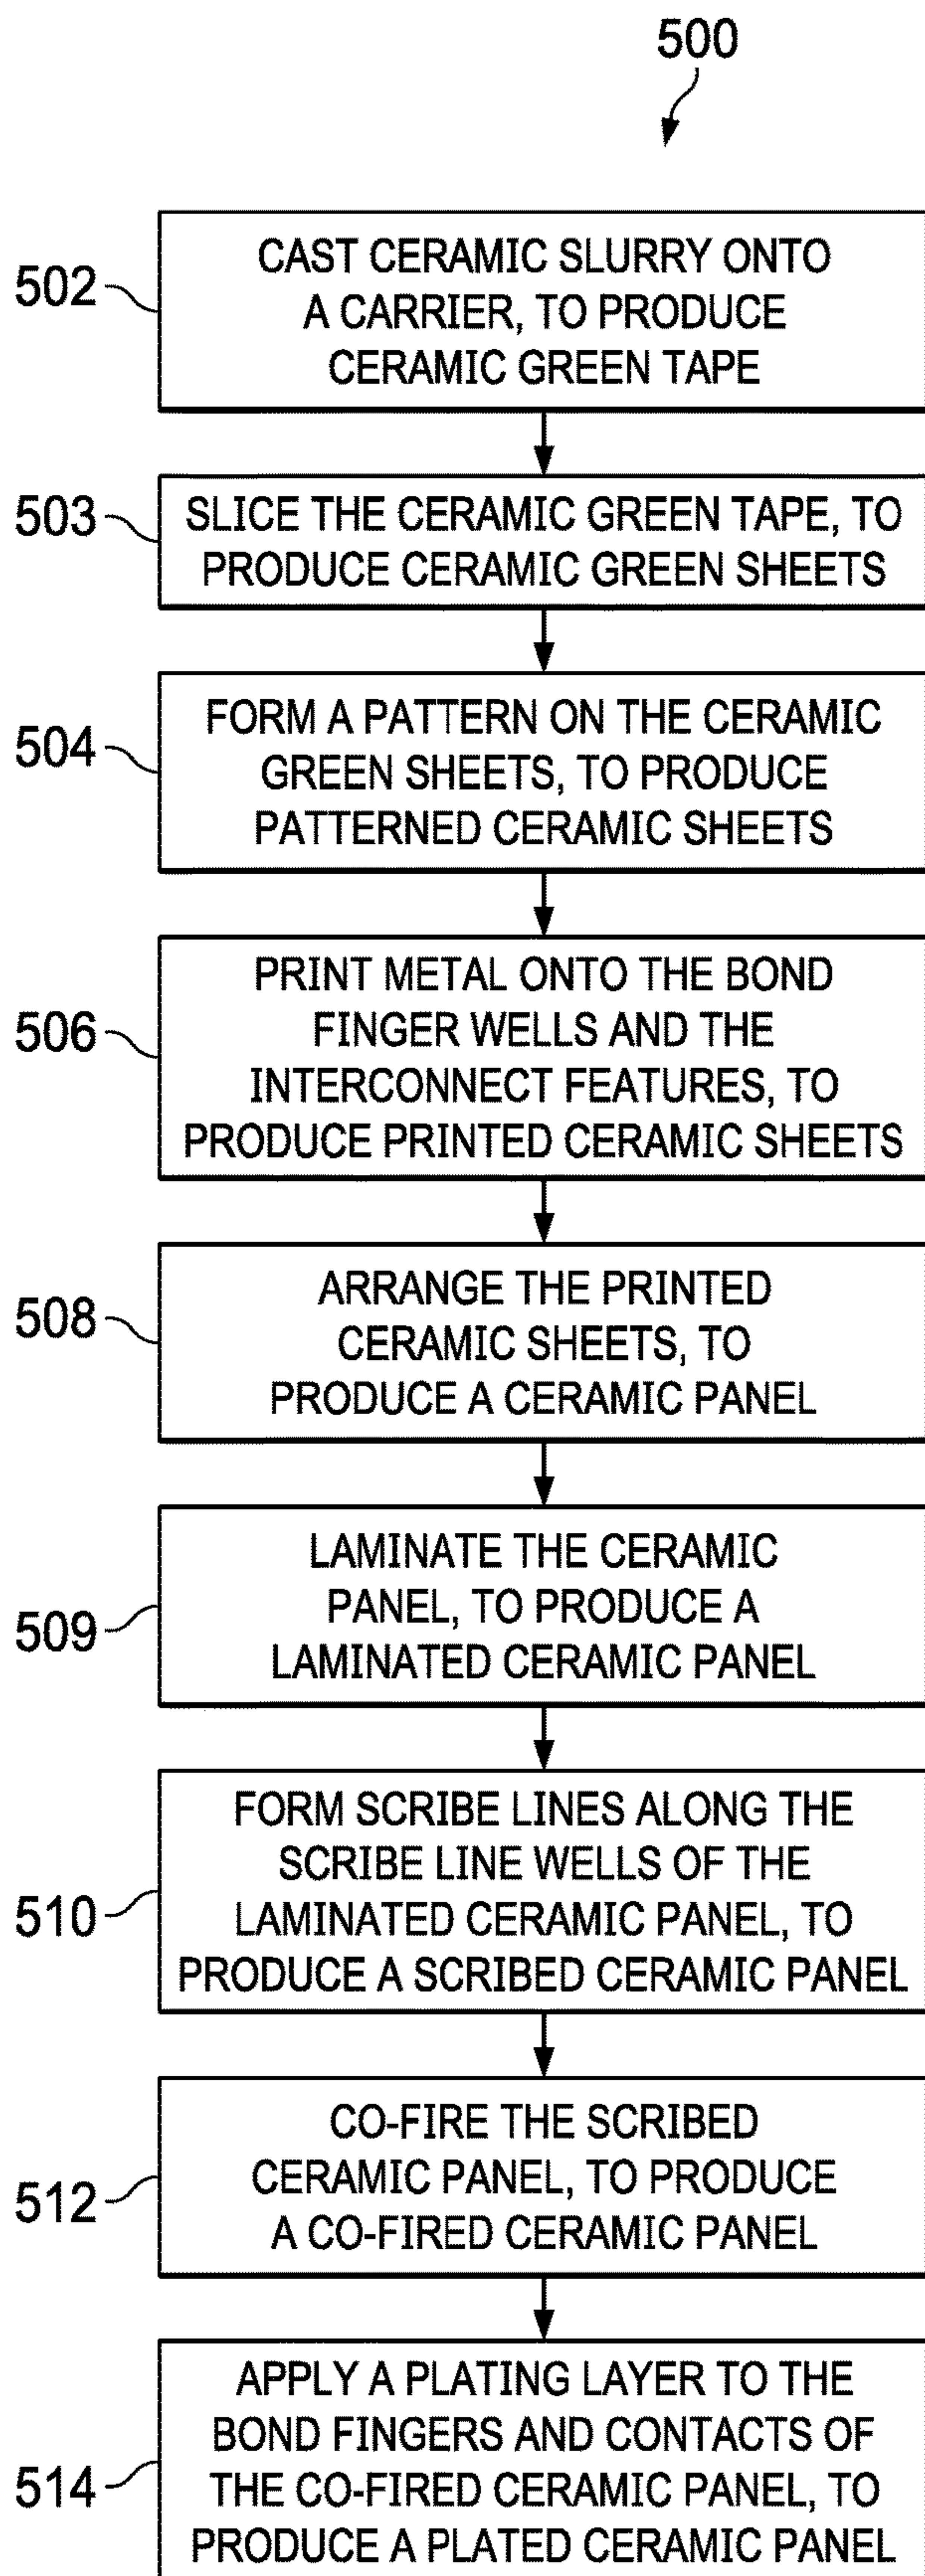 500
502
CAST CERAMIC SLURRY ONTO
A CARRIER, TO PRODUCE
CERAMIC GREEN TAPE
503
SLICE THE CERAMIC GREEN TAPE, TO
PRODUCE CERAMIC GREEN SHEETS
504
FORM A PATTERN ON THE CERAMIC
GREEN SHEETS, TO PRODUCE
PATTERNED CERAMIC SHEETS
506
PRINT METAL ONTO THE BOND
FINGER WELLS AND THE
INTERCONNECT FEATURES, TO
PRODUCE PRINTED CERAMIC SHEETS
508
ARRANGE THE PRINTED
CERAMIC SHEETS, TO
PRODUCE A CERAMIC PANEL
509
LAMINATE THE CERAMIC
PANEL, TO PRODUCE A
LAMINATED CERAMIC PANEL
510
FORM SCRIBE LINES ALONG THE
SCRIBE LINE WELLS OF THE
LAMINATED CERAMIC PANEL, TO
PRODUCE A SCRIBED CERAMIC PANEL
512
CO-FIRE THE SCRIBED
CERAMIC PANEL, TO PRODUCE
A CO-FIRED CERAMIC PANEL
514
APPLY A PLATING LAYER TO THE
BOND FINGERS AND CONTACTS OF
THE CO-FIRED CERAMIC PANEL, TO
PRODUCE A PLATED CERAMIC PANEL